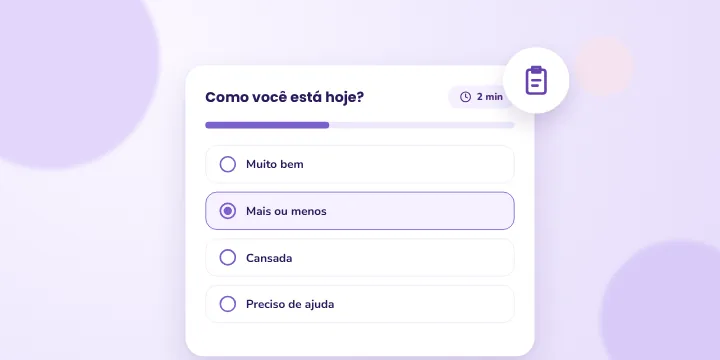 Como você está hoje?
2 min
Muito bem
Mais ou menos
Cansada
Preciso de ajuda